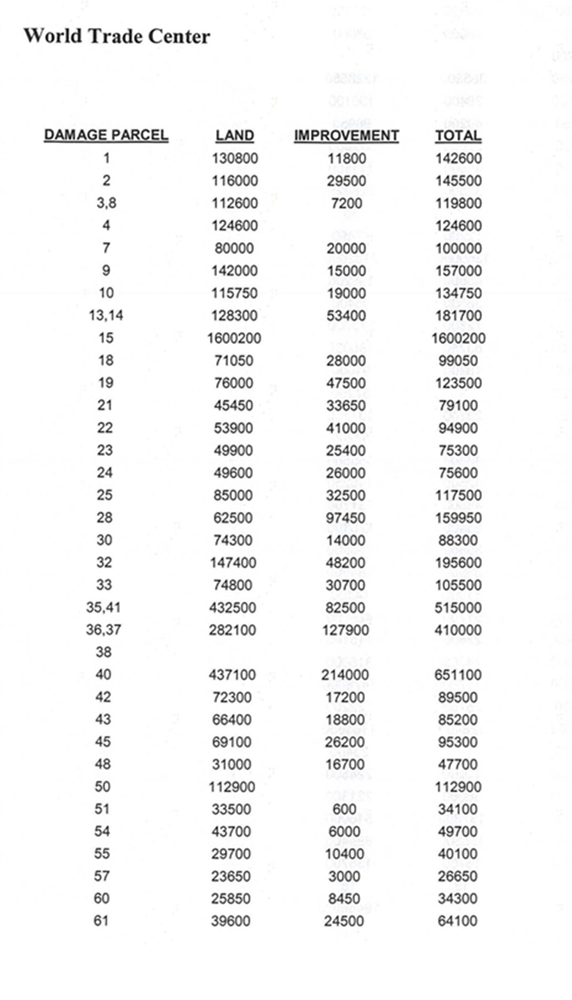 World Trade Center
DAMAGE PARCEL LAND IMPROVEMENT TOTAL
1 130800 11800 142600
2 116000 29500 145500
3,8 112600 7200 119800
4 124600 124600
7 80000 20000 100000
9 142000 15000 157000
10 115750 19000 134750
13,14 128300 53400 181700
15 1600200 1600200
18 71050 28000 99050
19 76000 47500 123500
21 45450 33650 79100
22 53900 41000 94900
23 49900 25400 75300
24 49600 26000 75600
25 85000 32500 117500
28 62500 97450 159950
30 74300 14000 88300
32 147400 48200 195600
33 74800 30700 105500
35,41 432500 82500 515000
36,37 282100 127900 410000
38
40 437100 214000 651100
42 72300 17200 89500
43 66400 18800 85200
45 69100 26200 95300
48 31000 16700 47700
50 112900 112900
51 33500 600 34100
54 43700 6000 49700
55 29700 10400 40100
57 23650 3000 26650
60 25850 8450 34300
61 39600 24500 64100